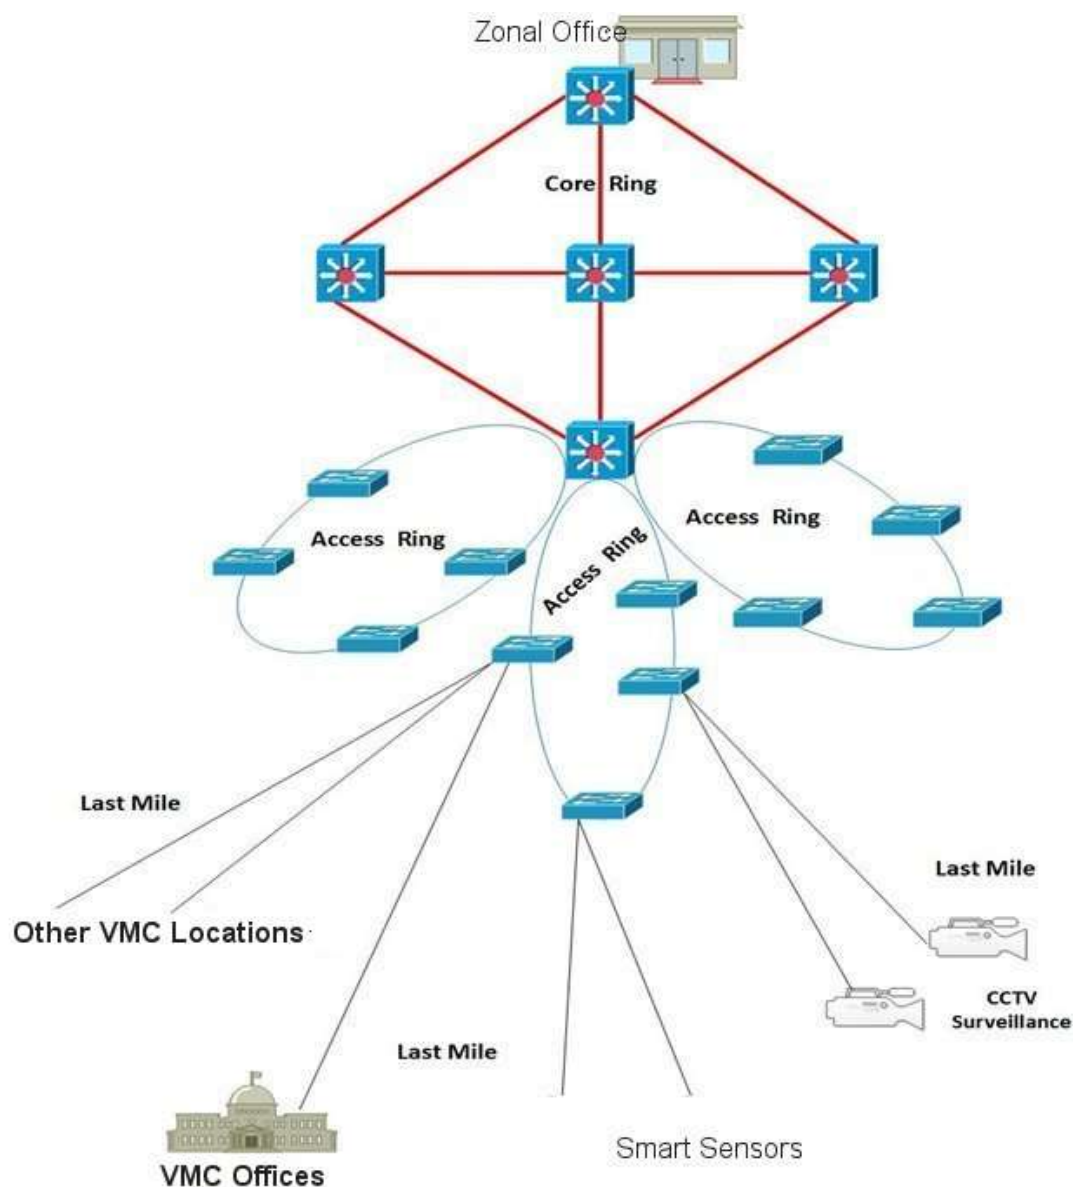 Zonal Office
Core Ring
Access Ring
Access Ring
Access Ring
Last Mile
Last Mile
Other VMC Locations
CCTV
Surveillance
Last Mile
Smart Sensors
VMC Offices